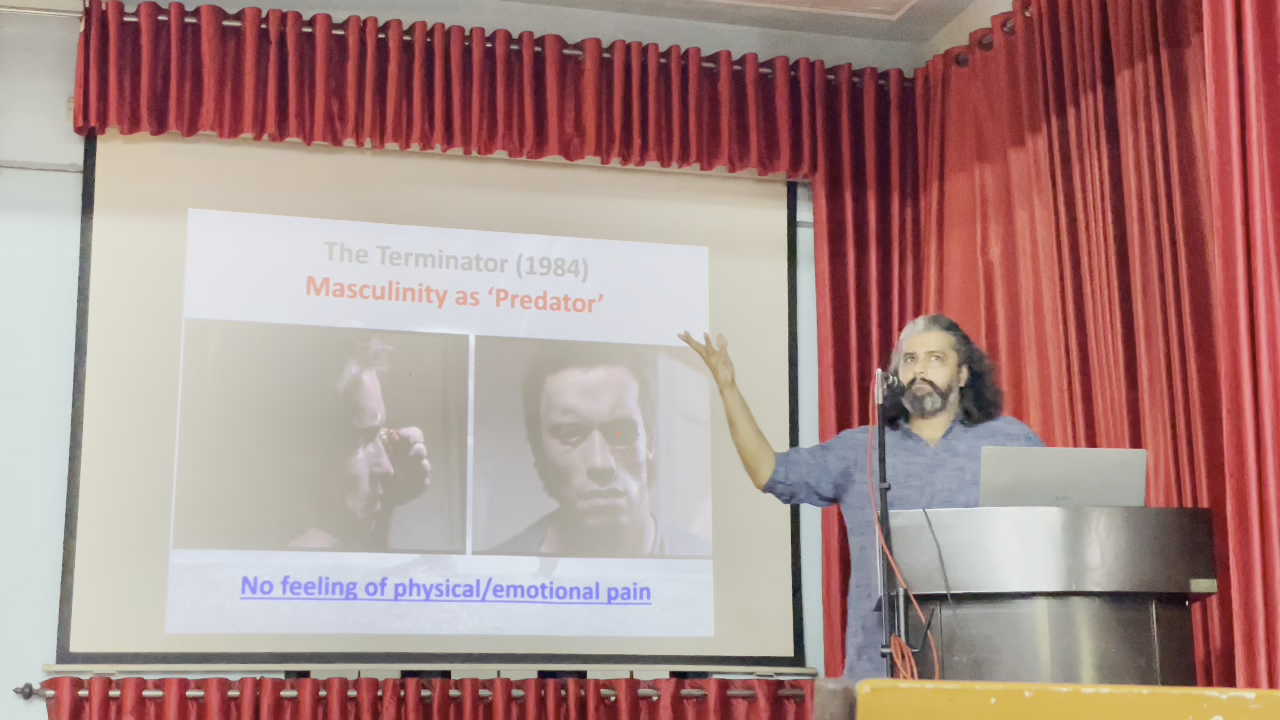 The Terminator (1984)
Masculinity as ‘Predator’
No feeling of physical/emotional pain